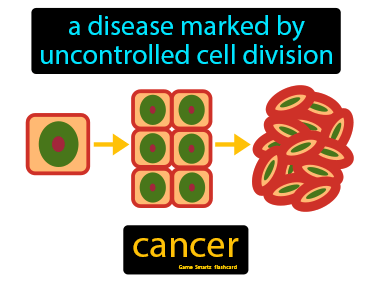 a disease marked by
uncontrolled cell division
cancer
Game Smartz flashcard